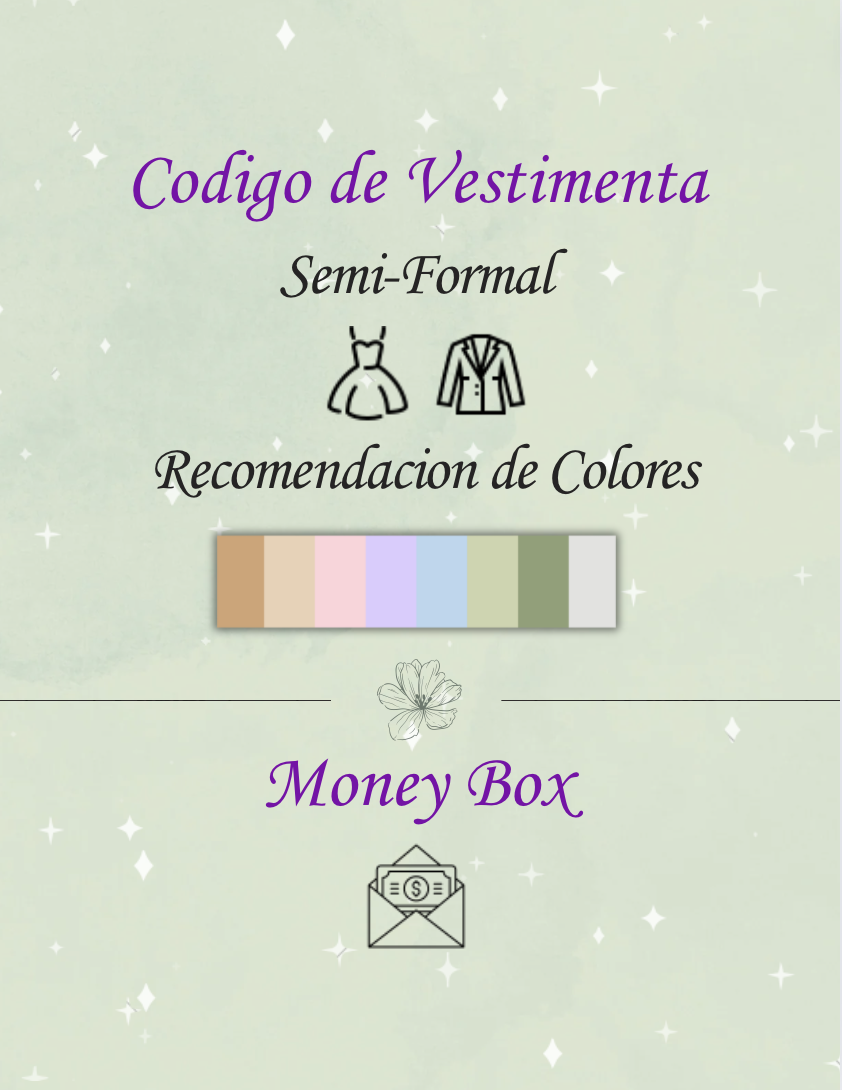 Codigo de Vestimenta
Semi-Formal
Recomendacion de Colores
Money Box
$